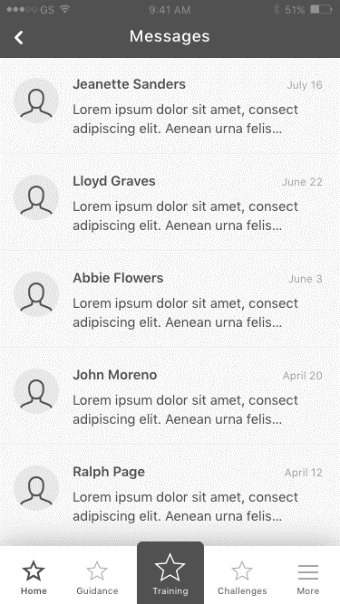 GS 9:41 AM 51%
Messages
Jeanette Sanders July 16
Lorem ipsum dolor sit amet, consect
adipiscing elit. Aenean urna felis...
Lloyd Graves June 22
Lorem ipsum dolor sit amet, consect
adipiscing elit. Aenean urna felis...
Abbie Flowers June 3
Lorem ipsum dolor sit amet, consect
adipiscing elit. Aenean urna felis...
John Moreno April 20
Lorem ipsum dolor sit amet, consect
adipiscing elit. Aenean urna felis...
Ralph Page April 12
Lorem ipsum dolor sit amet, consect
adipiscing elit. Aenean urna felis...
Home Guidance Training Challenges More